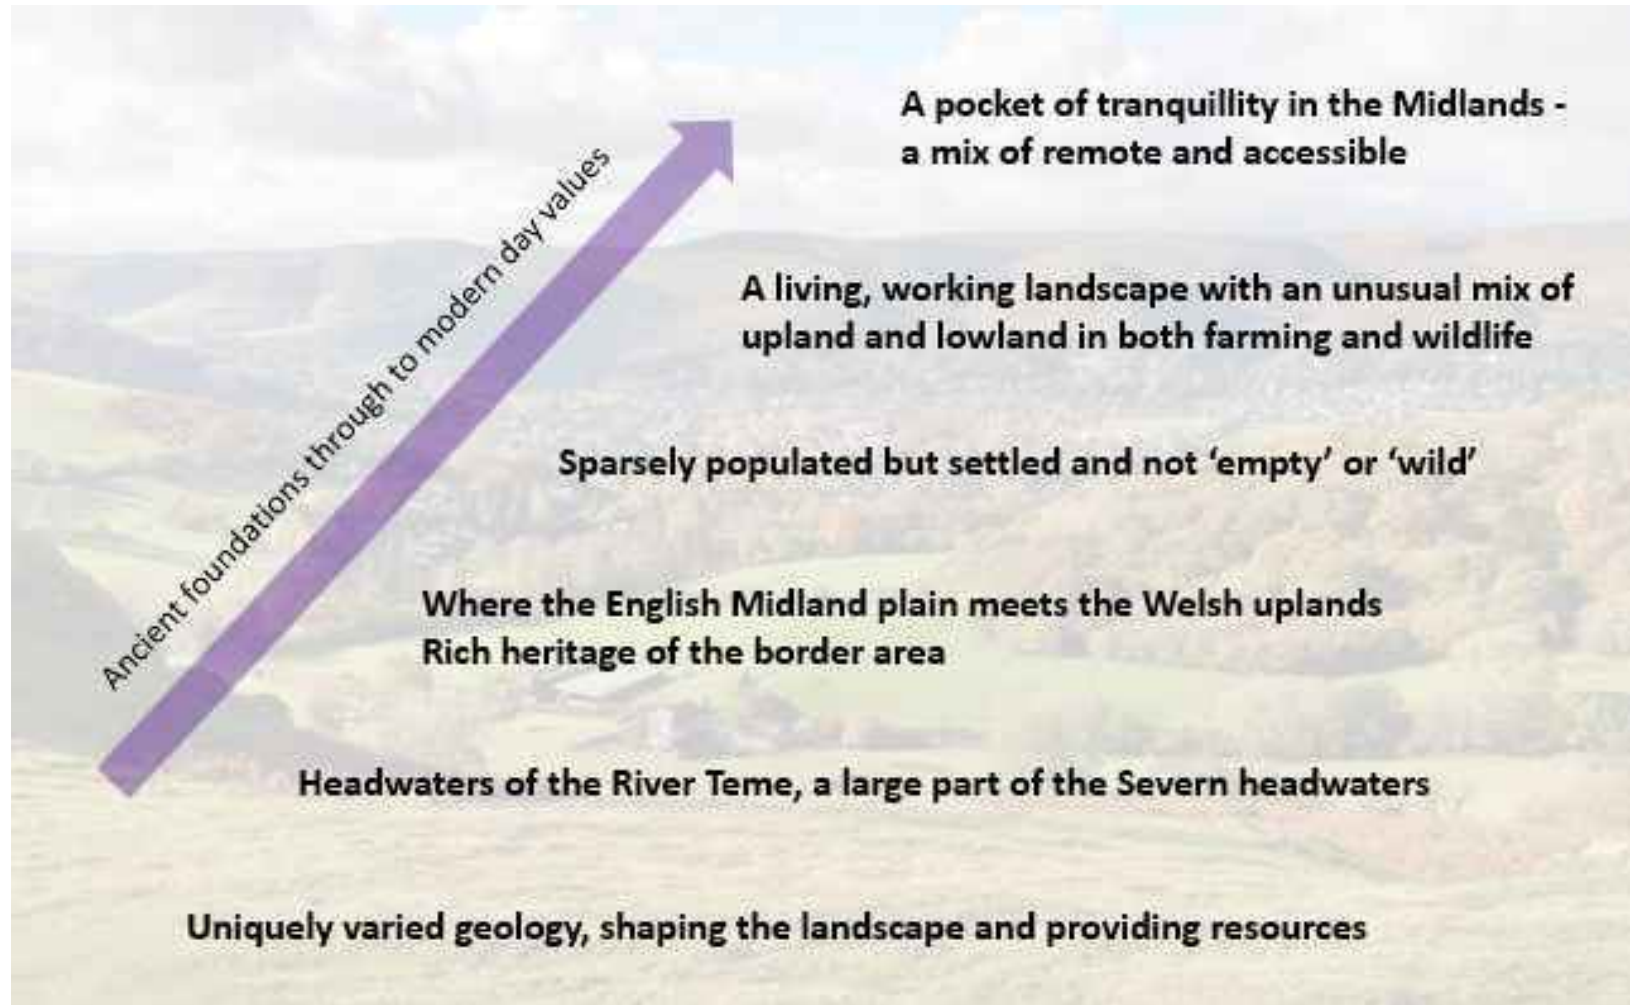 A pocket of tranquillity in the Midlands -
a mix of remote and accessible
Ancient foundations through to modern day values
A living, working landscape with an unusual mix of
upland and lowland in both farming and wildlife
Sparsely populated but settled and not ‘empty’ or ‘wild’
Where the English Midland plain meets the Welsh uplands
Rich heritage of the border area
Headwaters of the River Teme, a large part of the Severn headwaters
Uniquely varied geology, shaping the landscape and providing resources